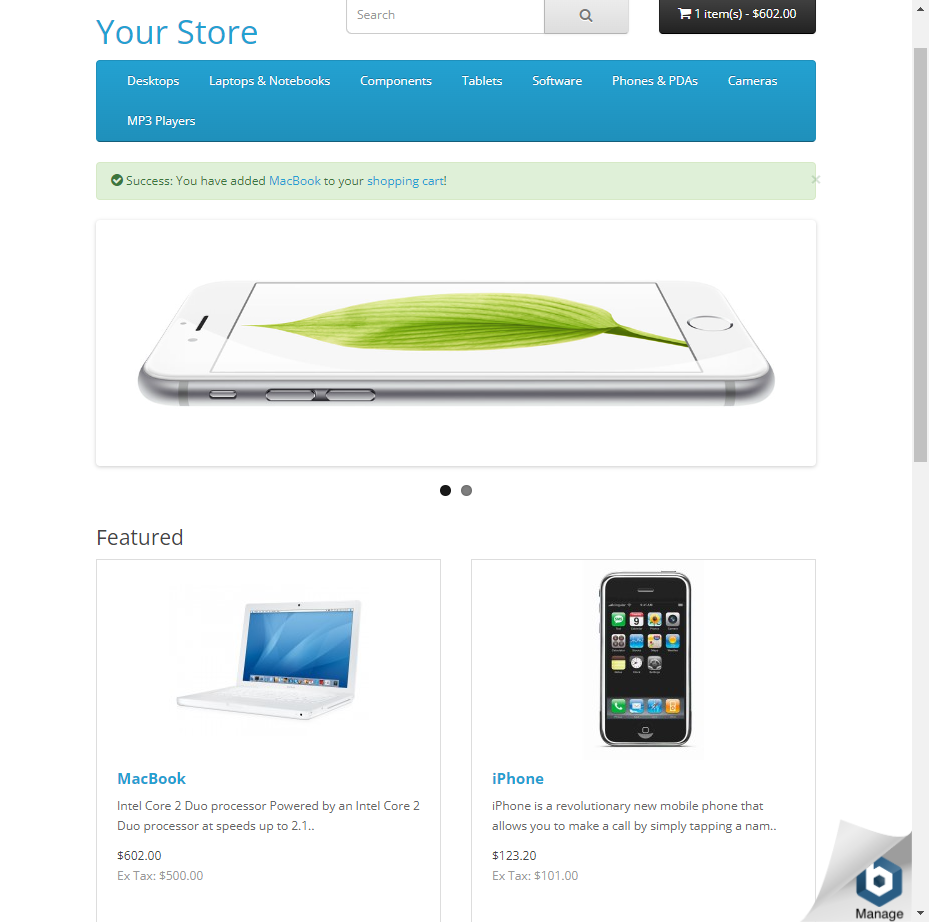 Your Store
Search
1 item(s) - $602.00
Desktops
Laptops & Notebooks
Components
Tablets
Software
Phones & PDAs
Cameras
MP3 Players
Success: You have added MacBook to your shopping cart!
×
Featured
MacBook
Intel Core 2 Duo processor Powered by an Intel Core 2
Duo processor at speeds up to 2.1..
$602.00
Ex Tax: $500.00
iPhone
iPhone is a revolutionary new mobile phone that
allows you to make a call by simply tapping a nam..
$123.20
Ex Tax: $101.00
Manage